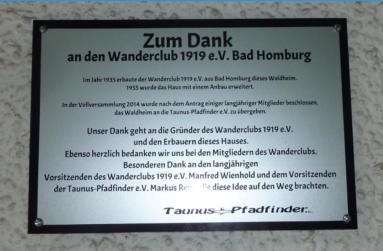 Zum Dank
an den Wanderclub 1919 e.V. Bad Homburg
Im Jahr 1935 erbaute der Wanderclub 1919 e.V. aus Bad Homburg dieses Waldheim.
1955 wurde das Haus mit einem Anbau erweitert.
In der Vollversammlung 2014 wurde nach dem Antrag einiger langjähriger Mitglieder beschlossen,
das Waldheim an die Taunus-Pfadfinder e.V. zu übergeben.
Unser Dank geht an die Gründer des Wanderclubs 1919 e.V.
und den Erbauern dieses Hauses.
Ebenso herzlich bedanken wir uns bei den Mitgliedern des Wanderclubs.
Besonderen Dank an den langjährigen
Vorsitzenden des Wanderclubs 1919 e.V. Manfred Wienhold und dem Vorsitzenden
der Taunus-Pfadfinder e.V. Markus die diese Idee auf den Weg brachten.
Taunus Pfadfinder